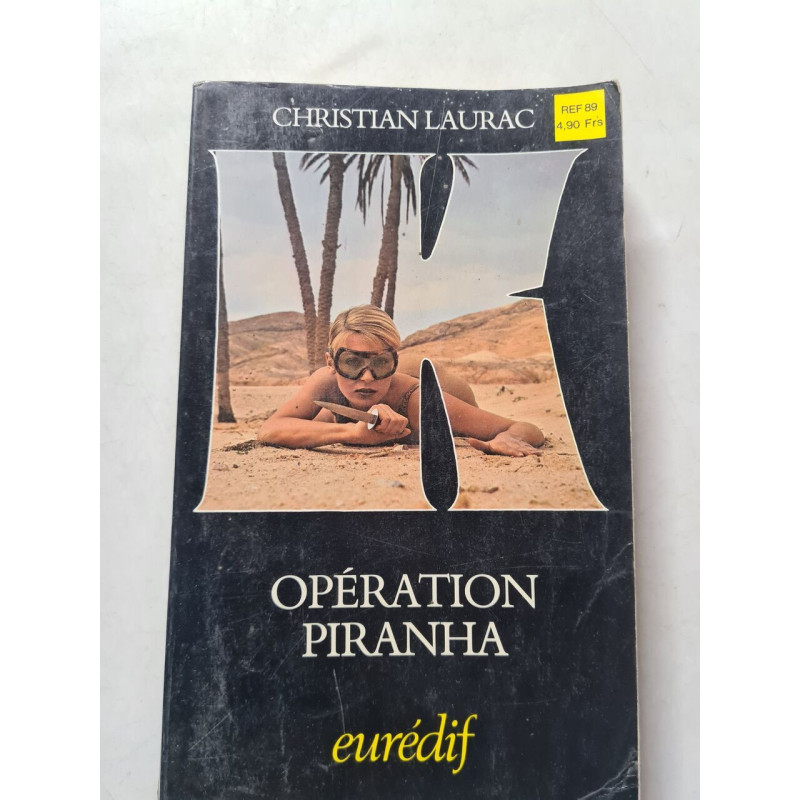 CHRISTIAN LAURAC
REF 89
4,90 Frs
K
OPÉRATION
PIRANHA
eurédif